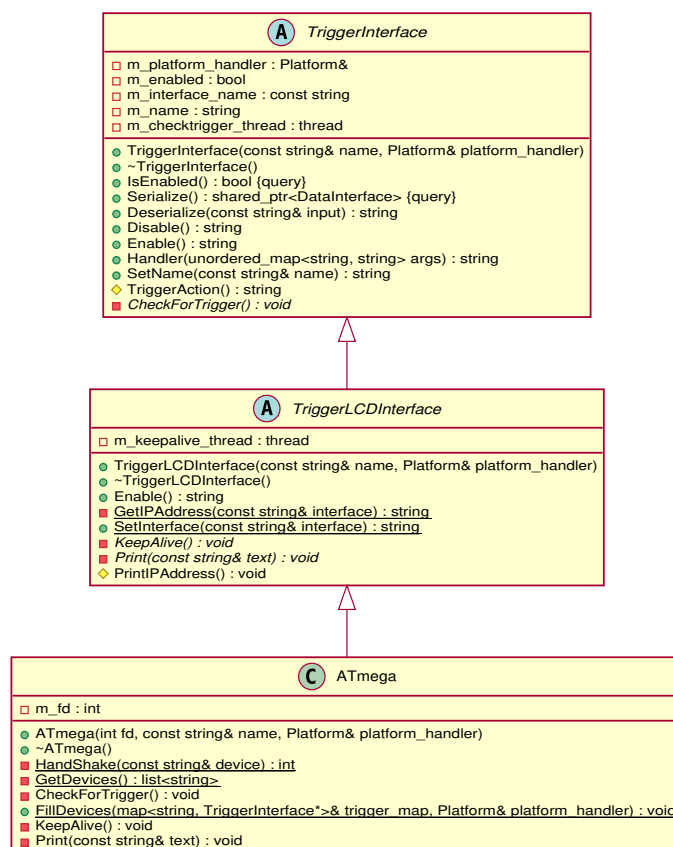 A TriggerInterface
m_platform_handler : Platform&
m_enabled : bool
m_interface_name : const string
m_name : string
m_checktrigger_thread : thread
TriggerInterface(const string& name, Platform& platform_handler)
~TriggerInterface()
IsEnabled() : bool {query}
Serialize() : shared_ptr<DataInterface> {query}
Deserialize(const string& input) : string
Disable() : string
Enable() : string
Handler(unordered_map<string, string> args) : string
SetName(const string& name) : string
TriggerAction() : string
CheckForTrigger() : void
A TriggerLCDInterface
m_keepalive_thread : thread
TriggerLCDInterface(const string& name, Platform& platform_handler)
~TriggerLCDInterface()
Enable() : string
GetIPAddress(const string& interface) : string
SetInterface(const string& interface) : string
KeepAlive() : void
Print(const string& text) : void
PrintIPAddress() : void
C ATmega
m_fd : int
ATmega(int fd, const string& name, Platform& platform_handler)
~ATmega()
HandShake(const string& device) : int
GetDevices() : list<string>
CheckForTrigger() : void
FillDevices(map<string, TriggerInterface*>& trigger_map, Platform& platform_handler) : void
KeepAlive() : void
Print(const string& text) : void